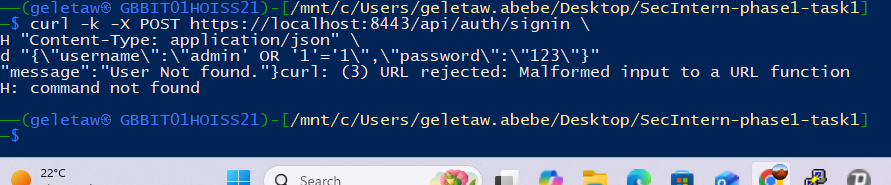 ──(geletaw㉿ GBBIT01HOISS21)-[/mnt/c/Users/geletaw.abebe/Desktop/SecIntern-phase1-task1]
─$ curl -k -X POST https://localhost:8443/api/auth/signin \
H "Content-Type: application/json" \
d "{\"username\":\"admin' OR '1'='1\",\"password\":\"123\"}"
"message":"User Not found."}curl: (3) URL rejected: Malformed input to a URL function
H: command not found
──(geletaw㉿ GBBIT01HOISS21)-[/mnt/c/Users/geletaw.abebe/Desktop/SecIntern-phase1-task1]
─$
22°C
Search